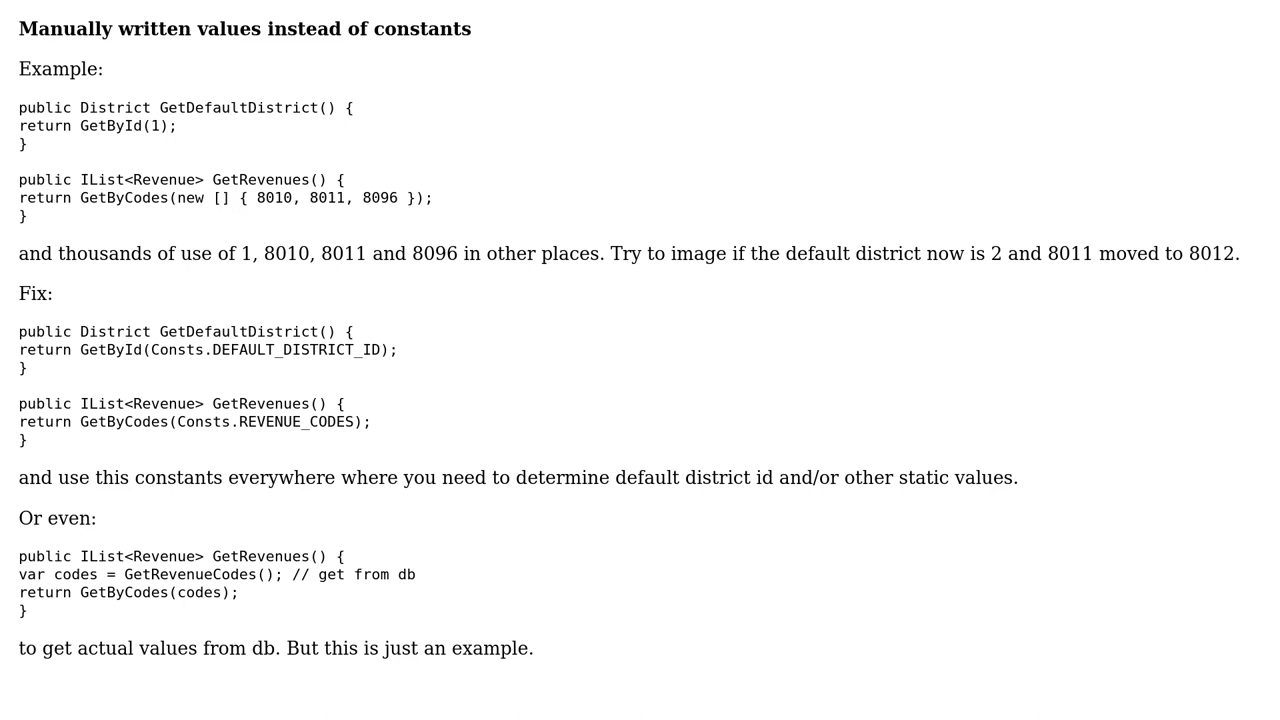 Manually written values instead of constants
Example:
public District GetDefaultDistrict() {
return GetById(1);
}
public IList<Revenue> GetRevenues() {
return GetByCodes(new [] { 8010, 8011, 8096 });
}
and thousands of use of 1, 8010, 8011 and 8096 in other places. Try to image if the default district now is 2 and 8011 moved to 8012.
Fix:
public District GetDefaultDistrict() {
return GetById(Consts.DEFAULT_DISTRICT_ID);
}
public IList<Revenue> GetRevenues() {
return GetByCodes(Consts.REVENUE_CODES);
}
and use this constants everywhere where you need to determine default district id and/or other static values.
Or even:
public IList<Revenue> GetRevenues() {
var codes = GetRevenueCodes(); // get from db
return GetByCodes(codes);
}
to get actual values from db. But this is just an example.